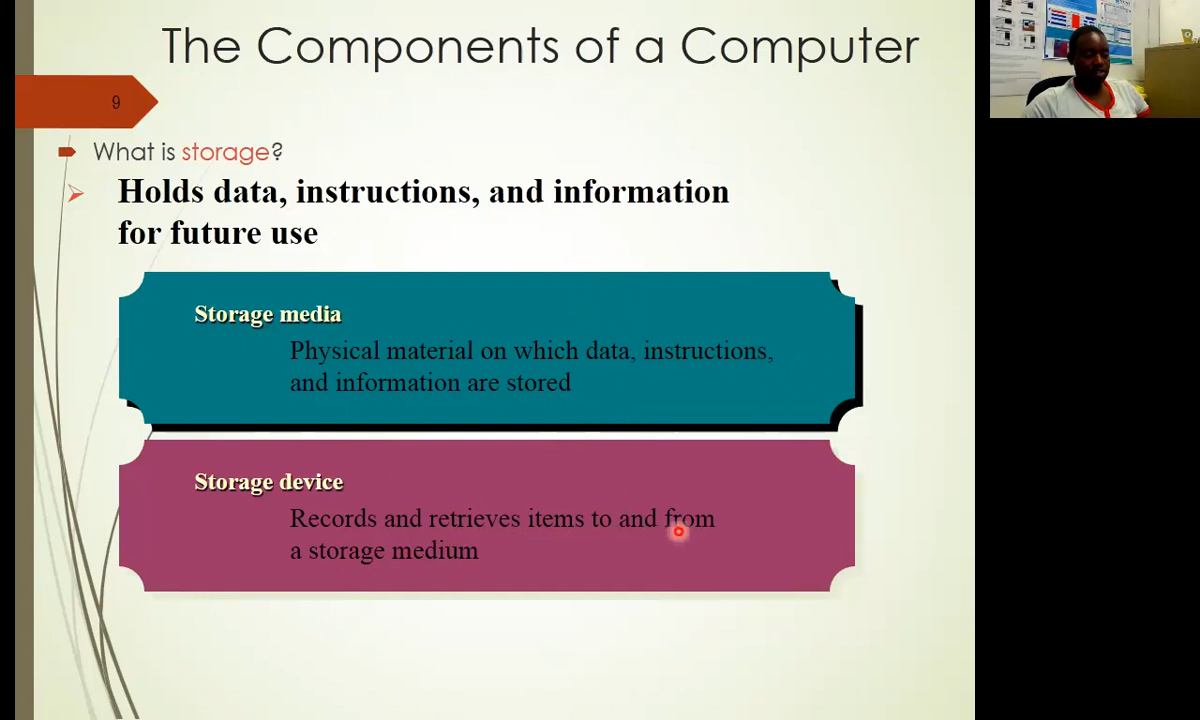 The Components of a Computer
9
What is storage?
Holds data, instructions, and information
for future use
Storage media
Physical material on which data, instructions,
and information are stored
Storage device
Records and retrieves items to and from
a storage medium